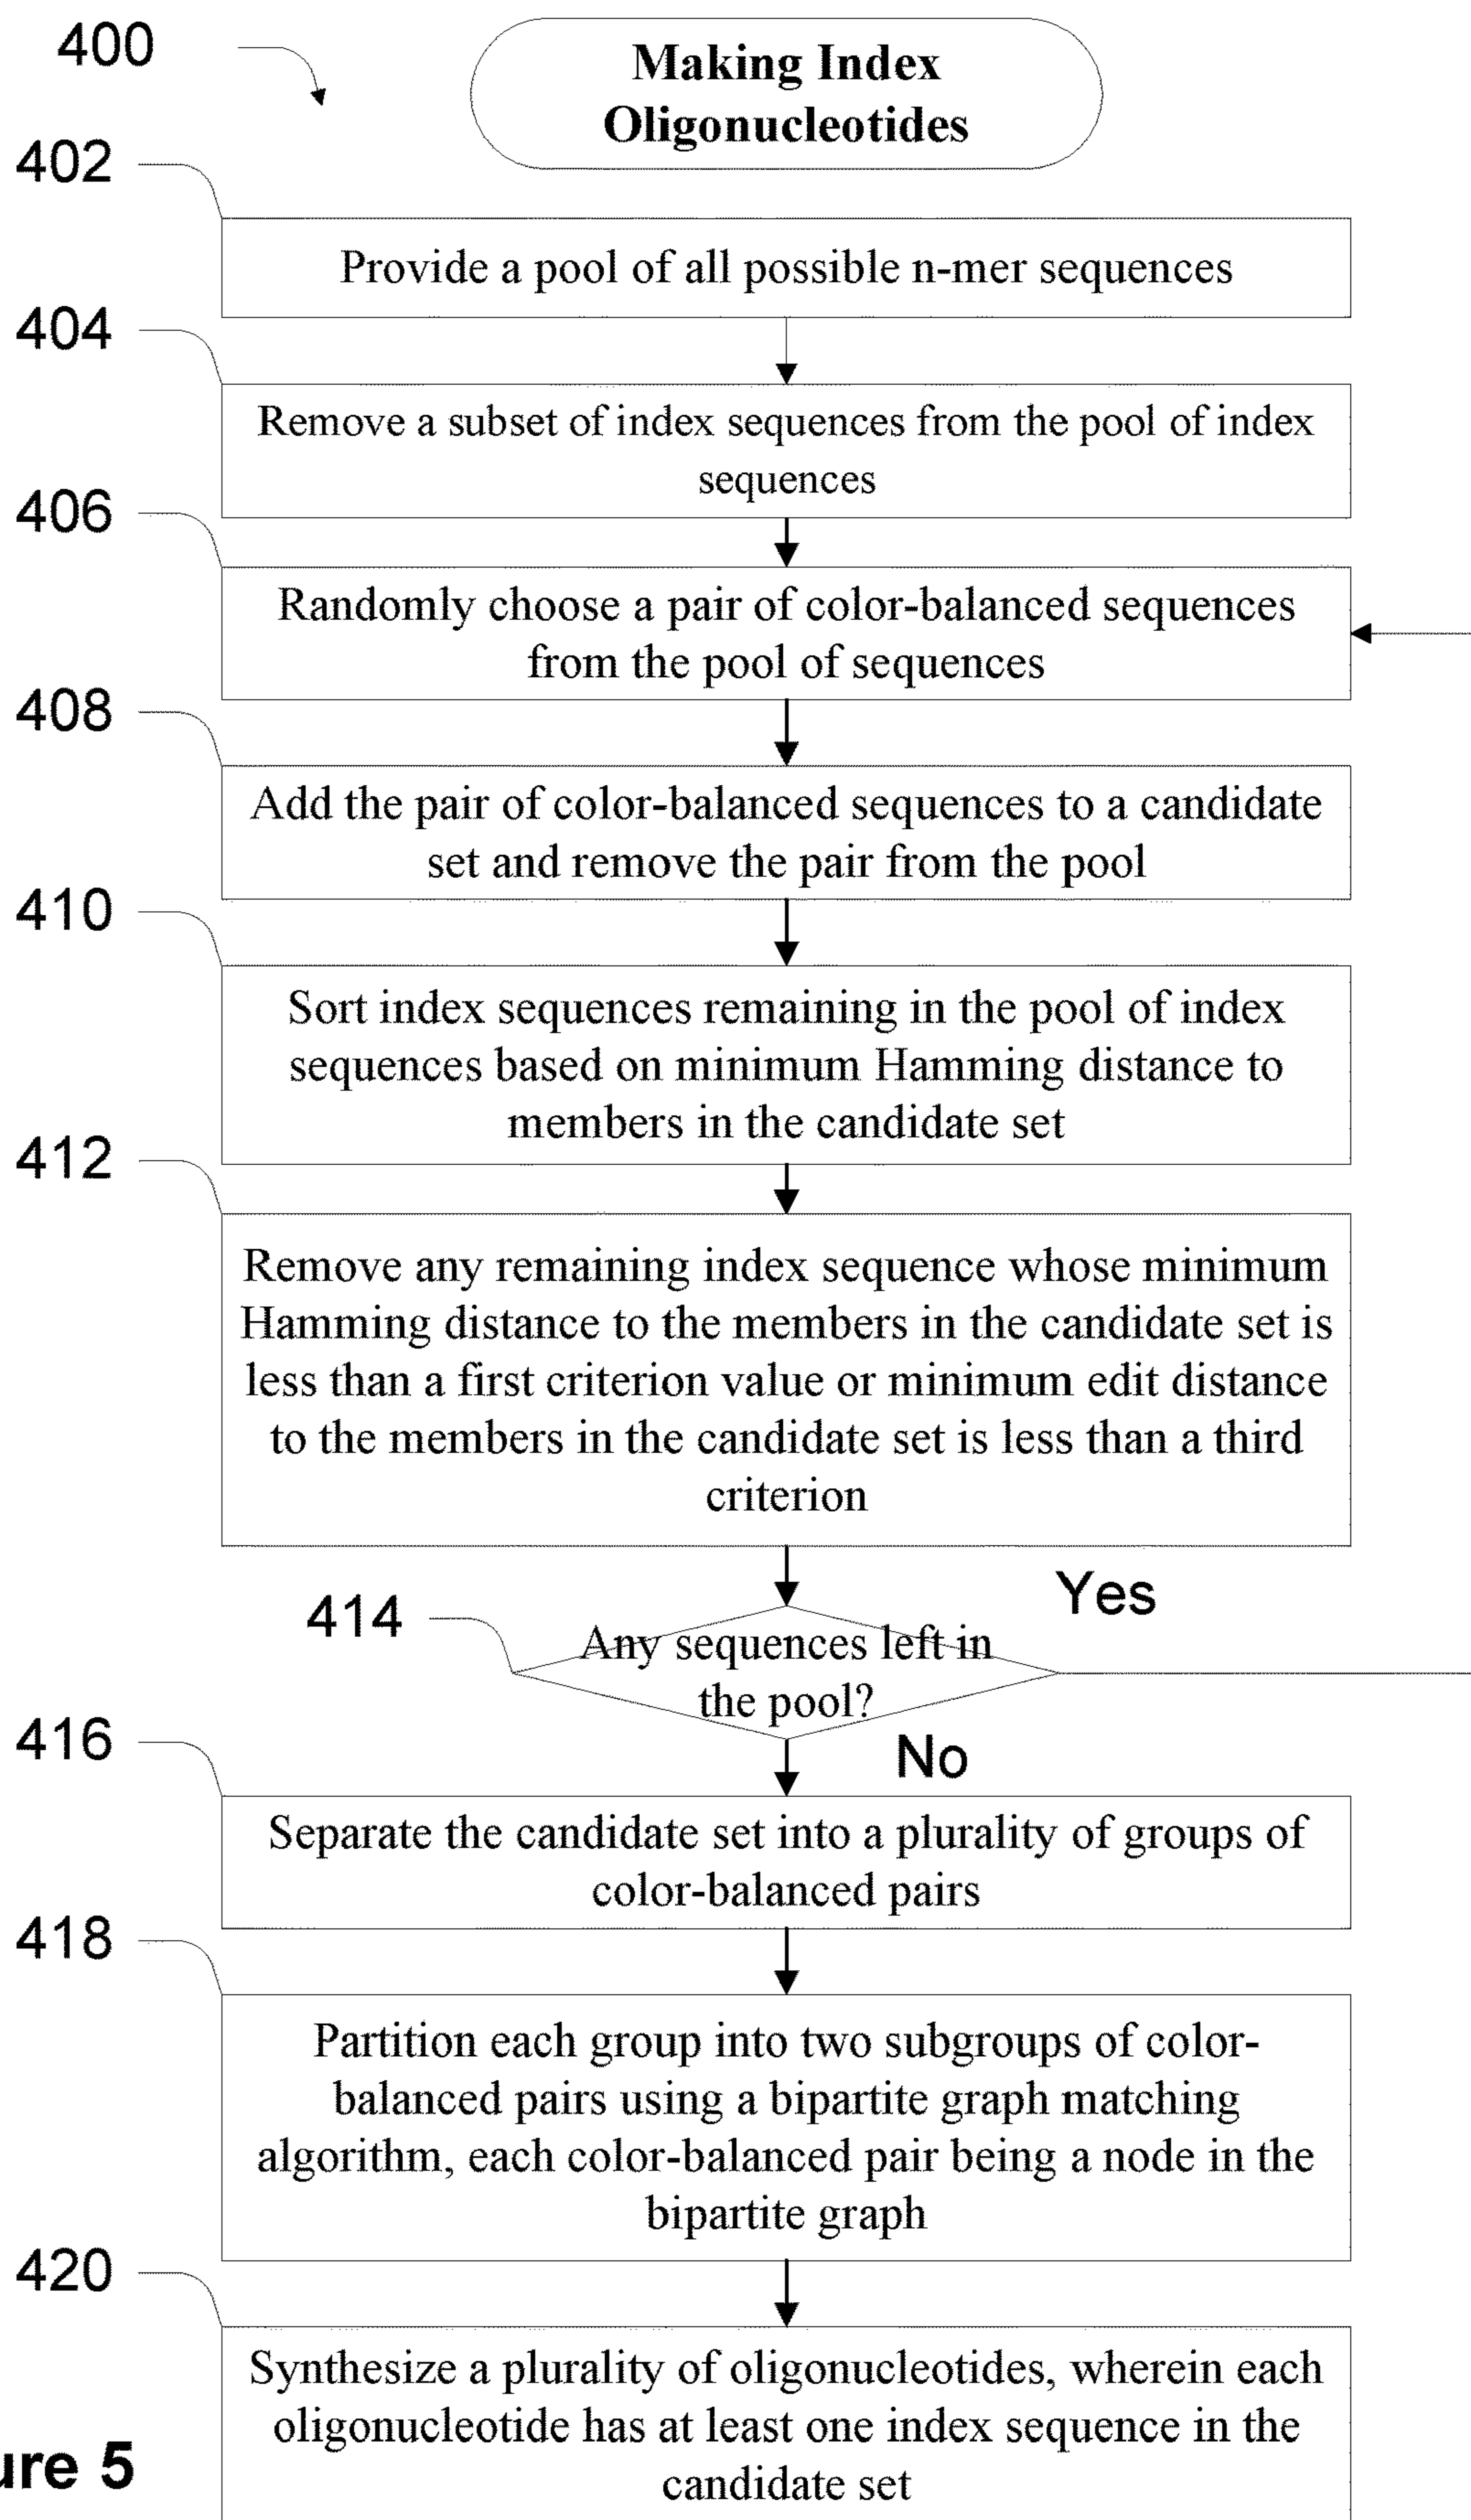 400
Making Index
Oligonucleotides
402
Provide a pool of all possible n-mer sequences
404
Remove a subset of index sequences from the pool of index
sequences
406
Randomly choose a pair of color-balanced sequences
from the pool of sequences
408
Add the pair of color-balanced sequences to a candidate
set and remove the pair from the pool
410
Sort index sequences remaining in the pool of index
sequences based on minimum Hamming distance to
members in the candidate set
412
Remove any remaining index sequence whose minimum
Hamming distance to the members in the candidate set is
less than a first criterion value or minimum edit distance
to the members in the candidate set is less than a third
criterion
Yes
414
Any sequences left in
the pool?
No
416
Separate the candidate set into a plurality of groups of
color-balanced pairs
418
Partition each group into two subgroups of color-
balanced pairs using a bipartite graph matching
algorithm, each color-balanced pair being a node in the
bipartite graph
420
Synthesize a plurality of oligonucleotides, wherein each
oligonucleotide has at least one index sequence in the
candidate set
ure 5